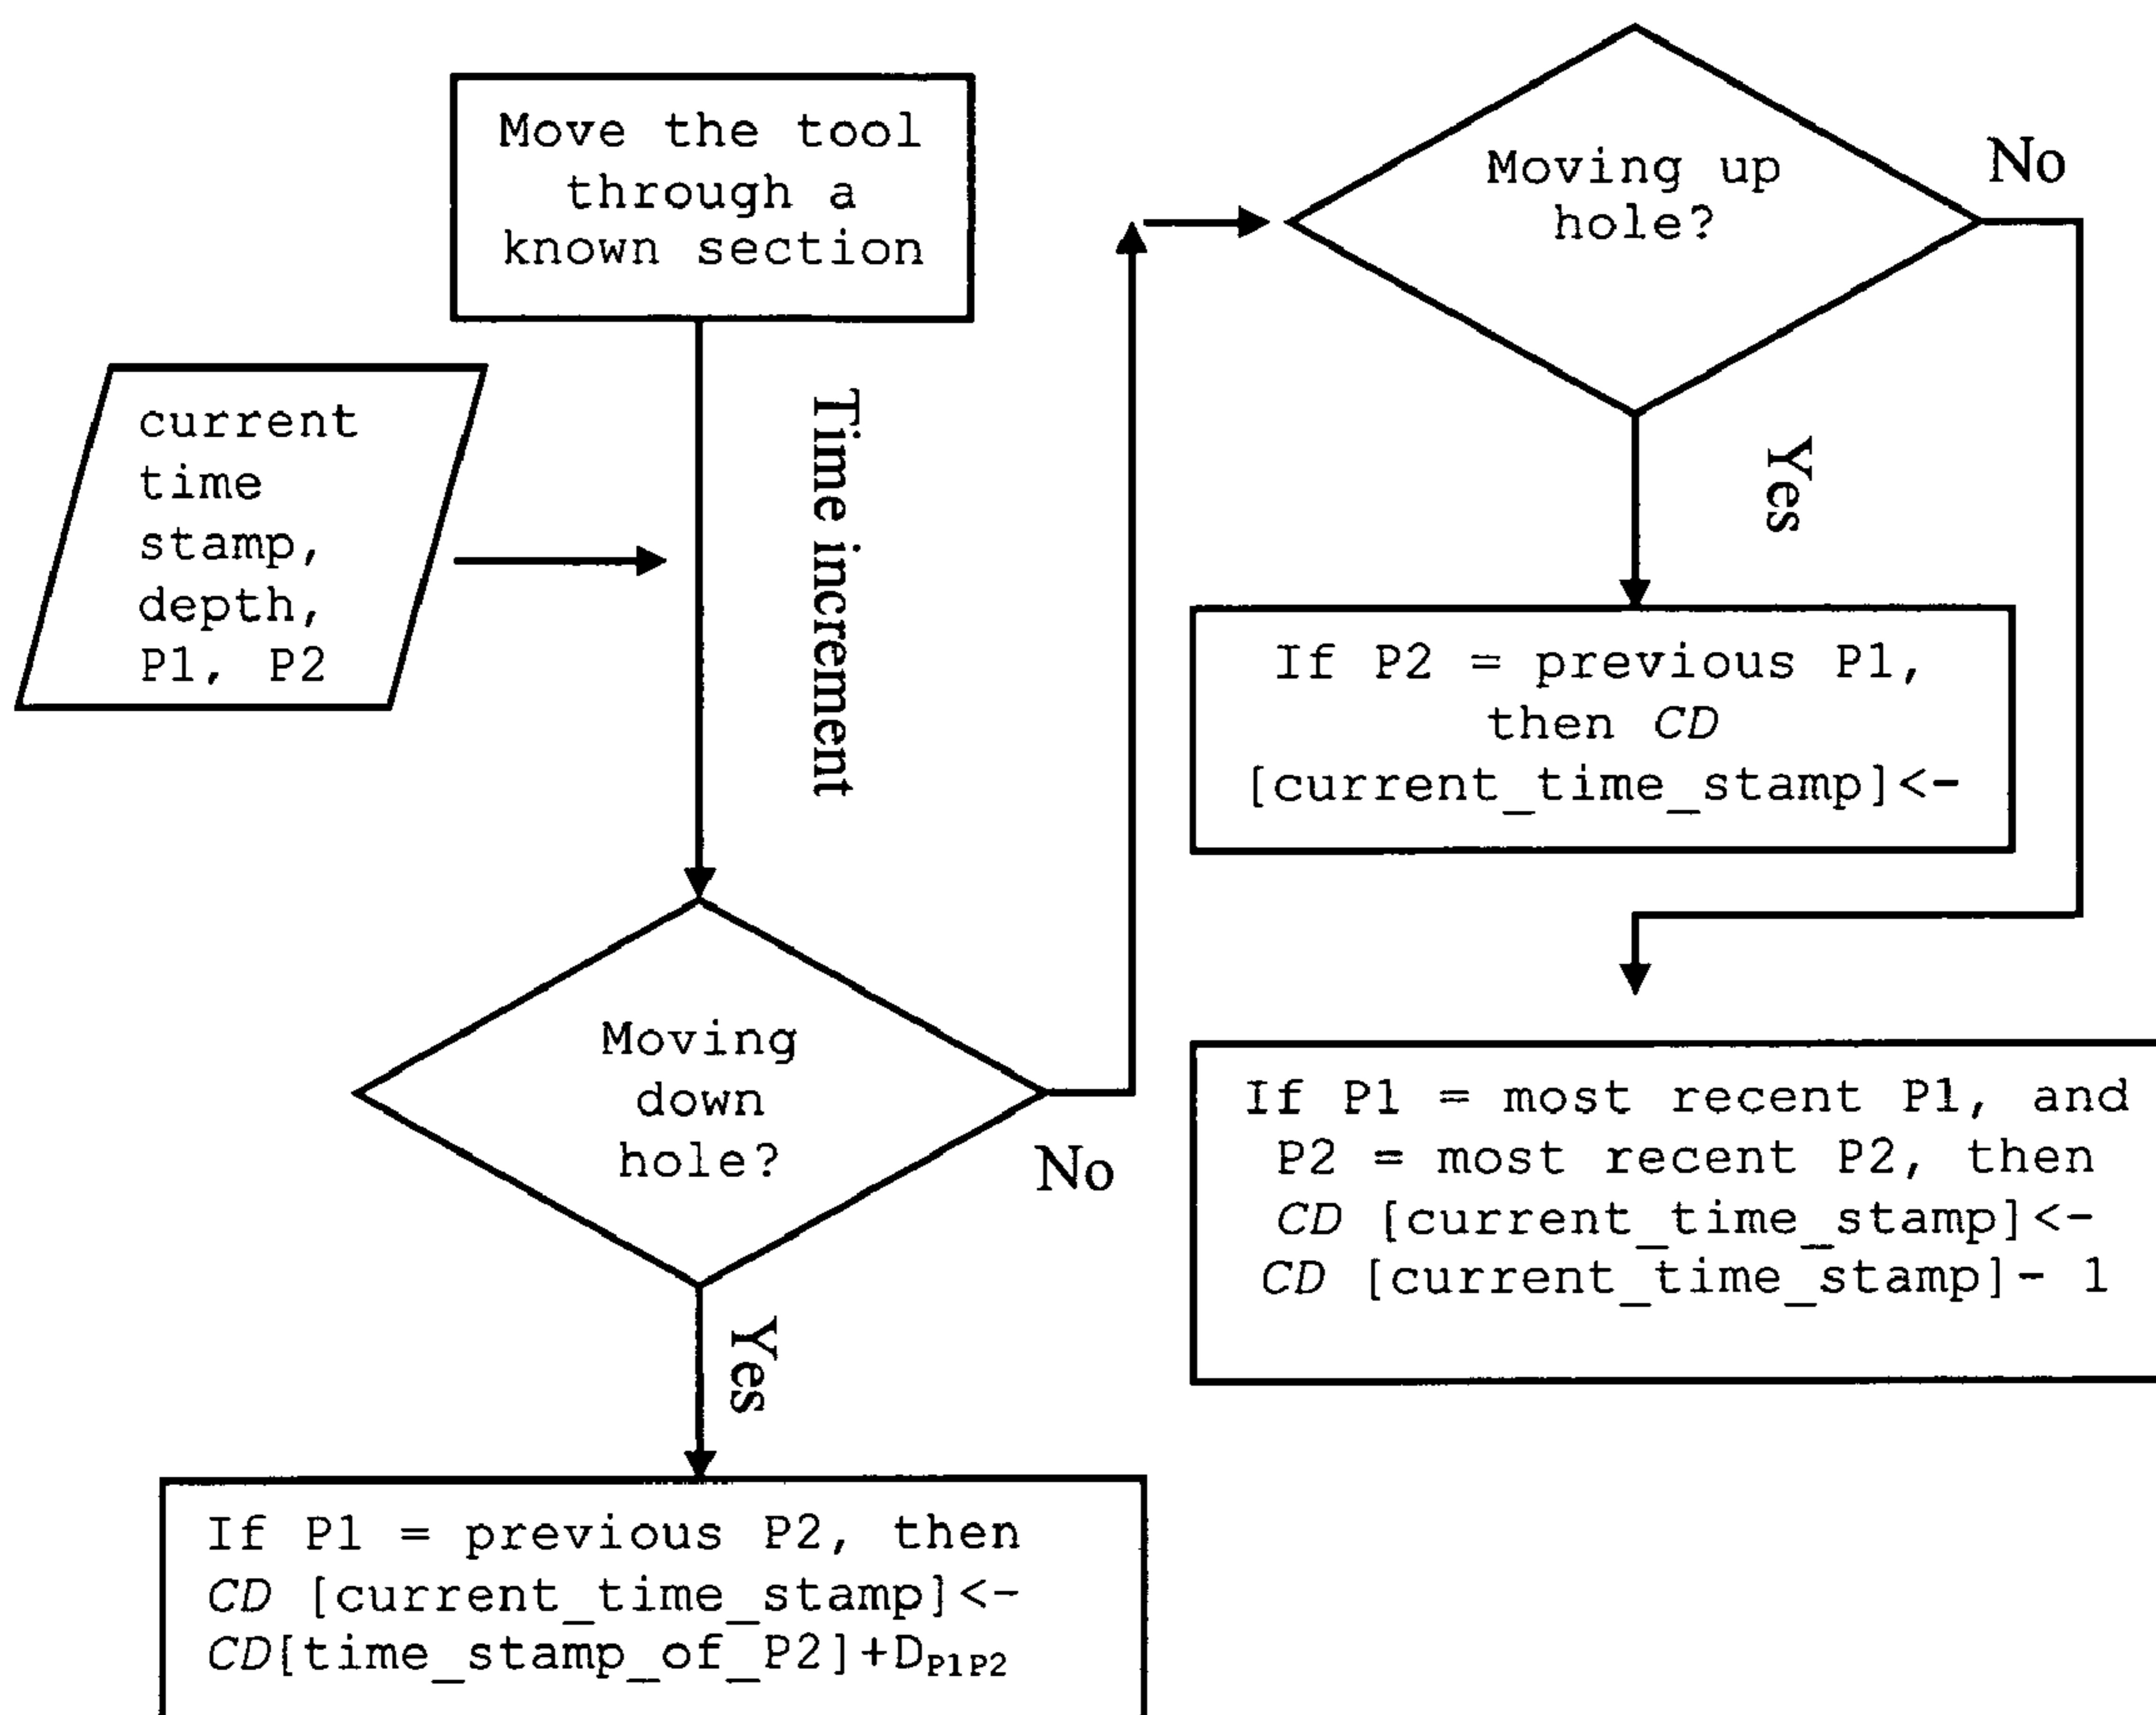 Move the tool
through a
known section
current
time
stamp,
depth,
P1, P2
Time increment
Moving
down
hole?
No
Yes
If P1 = previous P2, then
CD [current_time_stamp]<-
CD[time_stamp_of_P2]+DP1P2
Moving up
hole?
No
Yes
If P2 = previous P1,
then CD
[current_time_stamp]<-
If P1 = most recent P1, and
P2 = most recent P2, then
CD [current_time_stamp]<-
CD [current_time_stamp]- 1